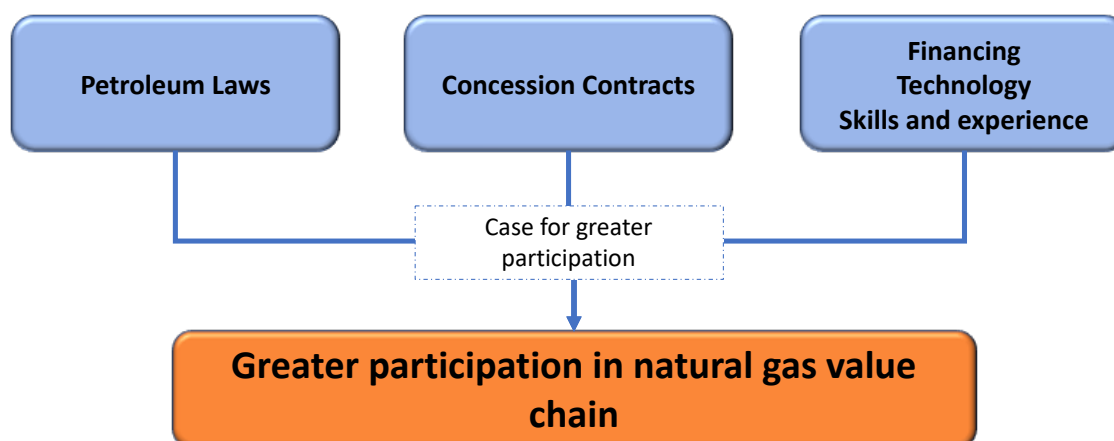 Petroleum Laws
Concession Contracts
Financing
Technology
Skills and experience
Case for greater
participation
Greater participation in natural gas value
chain